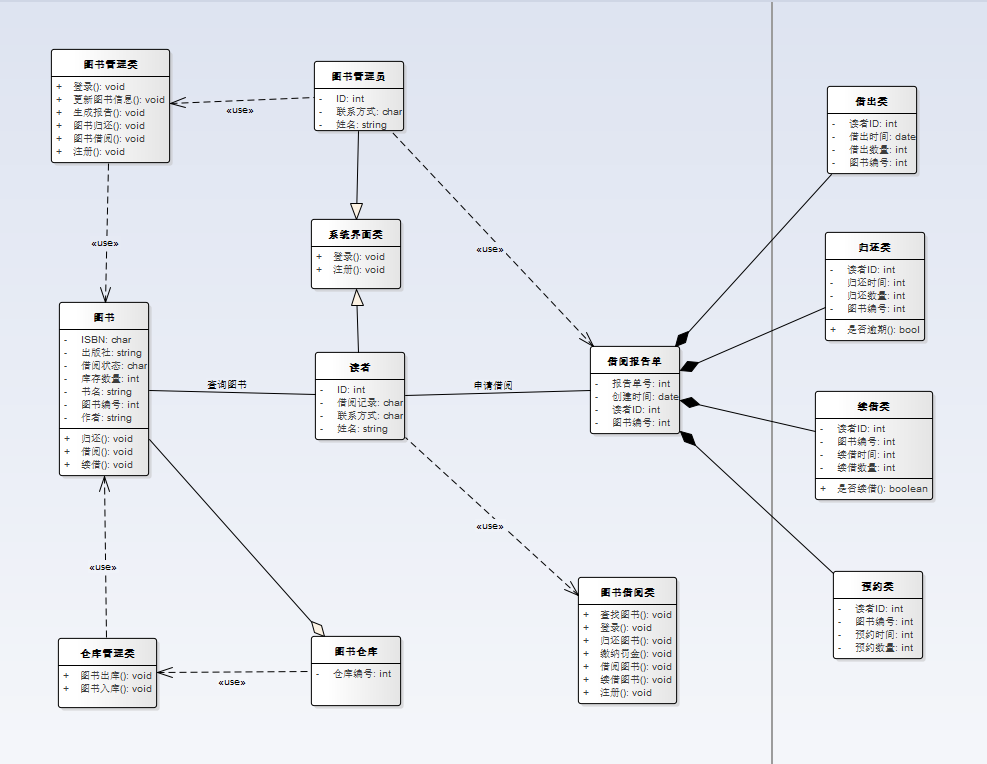 图书管理类
+ 登录(): void
+ 更新图书信息(): void
+ 生成报告(): void
+ 图书归还(): void
+ 图书借阅(): void
+ 注册(): void
«use»
图书管理员
- ID: int
- 联系方式: char
- 姓名: string
借出类
- 读者ID: int
- 借出时间: date
- 借出数量: int
- 图书编号: int
系统界面类
+ 登录(): void
+ 注册(): void
«use»
«use»
归还类
- 读者ID: int
- 归还时间: int
- 归还数量: int
- 图书编号: int
+ 是否逾期(): bool
图书
- ISBN: char
- 出版社: string
- 借阅状态: char
- 库存数量: int
- 书名: string
- 图书编号: int
- 作者: string
+ 归还(): void
+ 借阅(): void
+ 续借(): void
查询图书
读者
- ID: int
- 借阅记录: char
- 联系方式: char
- 姓名: string
申请借阅
借阅报告单
- 报告单号: int
- 创建时间: date
- 读者ID: int
- 图书编号: int
续借类
- 读者ID: int
- 图书编号: int
- 续借时间: int
- 续借数量: int
+ 是否续借(): boolean
«use»
«use»
预约类
- 读者ID: int
- 图书编号: int
- 预约时间: int
- 预约数量: int
图书借阅类
+ 查找图书(): void
+ 登录(): void
+ 归还图书(): void
+ 缴纳罚金(): void
+ 借阅图书(): void
+ 续借图书(): void
+ 注册(): void
仓库管理类
+ 图书出库(): void
+ 图书入库(): void
«use»
图书仓库
- 仓库编号: int